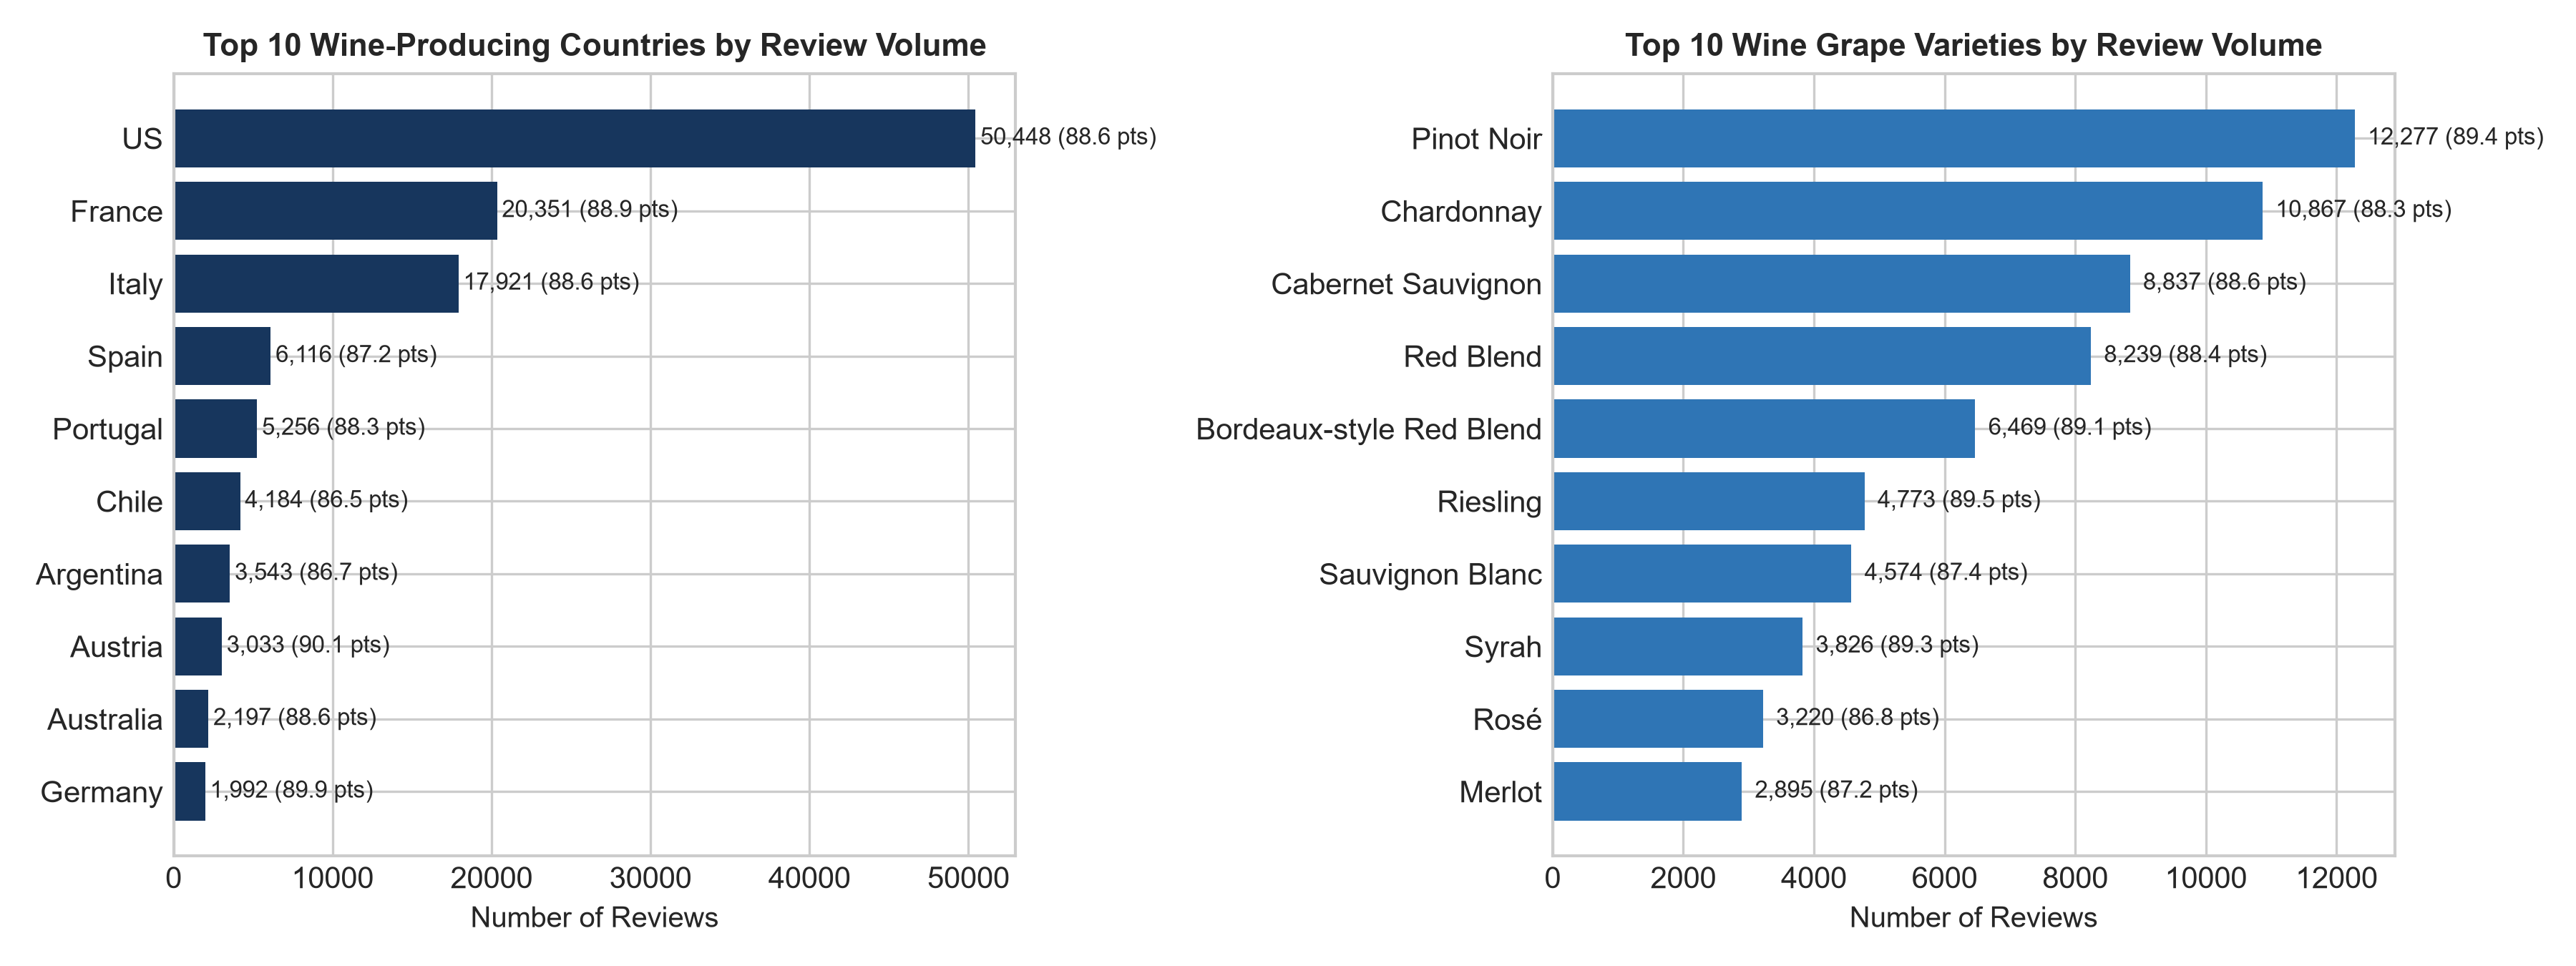 Top 10 Wine-Producing Countries by Review Volume
US 50,448 (88.6 pts)
France 20,351 (88.9 pts)
Italy 17,921 (88.6 pts)
Spain 6,116 (87.2 pts)
Portugal 5,256 (88.3 pts)
Chile 4,184 (86.5 pts)
Argentina 3,543 (86.7 pts)
Austria 3,033 (90.1 pts)
Australia 2,197 (88.6 pts)
Germany 1,992 (89.9 pts)
0 10000 20000 30000 40000 50000
Number of Reviews
Top 10 Wine Grape Varieties by Review Volume
Pinot Noir 12,277 (89.4 pts)
Chardonnay 10,867 (88.3 pts)
Cabernet Sauvignon 8,837 (88.6 pts)
Red Blend 8,239 (88.4 pts)
Bordeaux-style Red Blend 6,469 (89.1 pts)
Riesling 4,773 (89.5 pts)
Sauvignon Blanc 4,574 (87.4 pts)
Syrah 3,826 (89.3 pts)
Rosé 3,220 (86.8 pts)
Merlot 2,895 (87.2 pts)
0 2000 4000 6000 8000 10000 12000
Number of Reviews